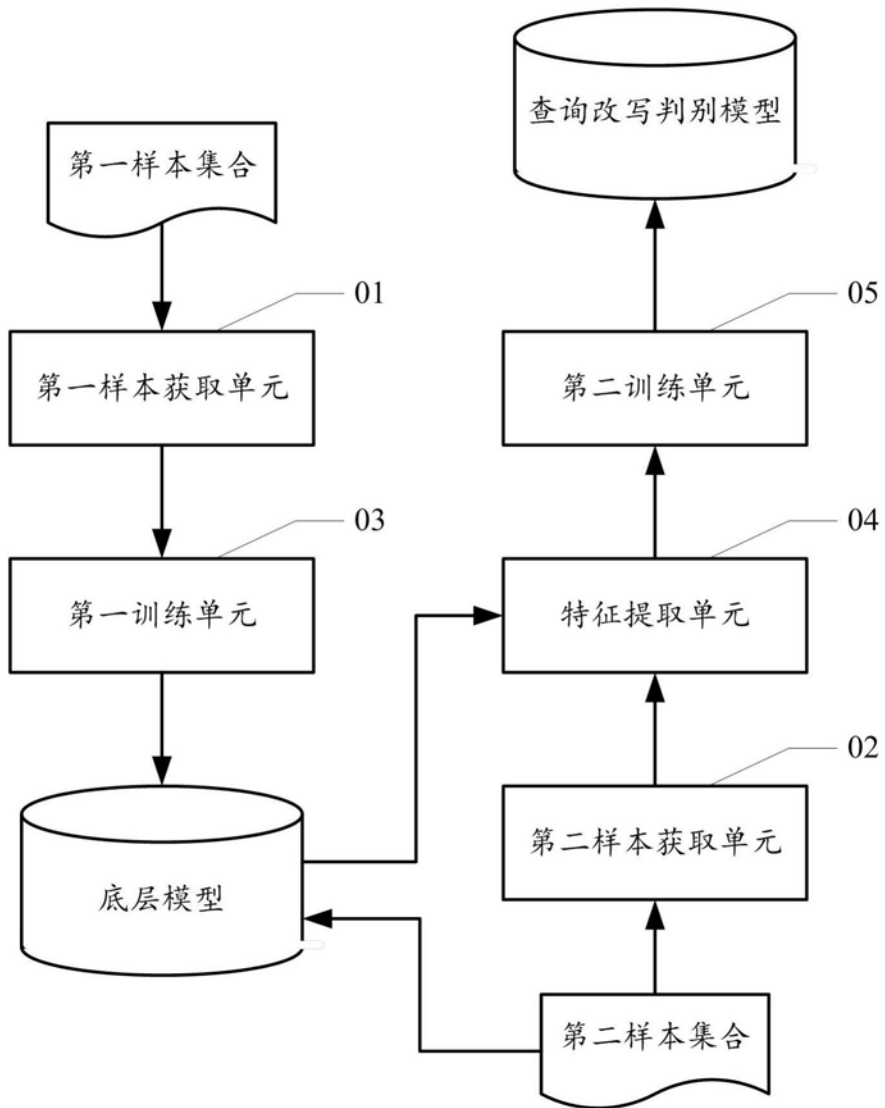 查询改写判别模型
第一样本集合
01
05
第一样本获取单元
第二训练单元
03
04
第一训练单元
特征提取单元
02
第二样本获取单元
底层模型
第二样本集合